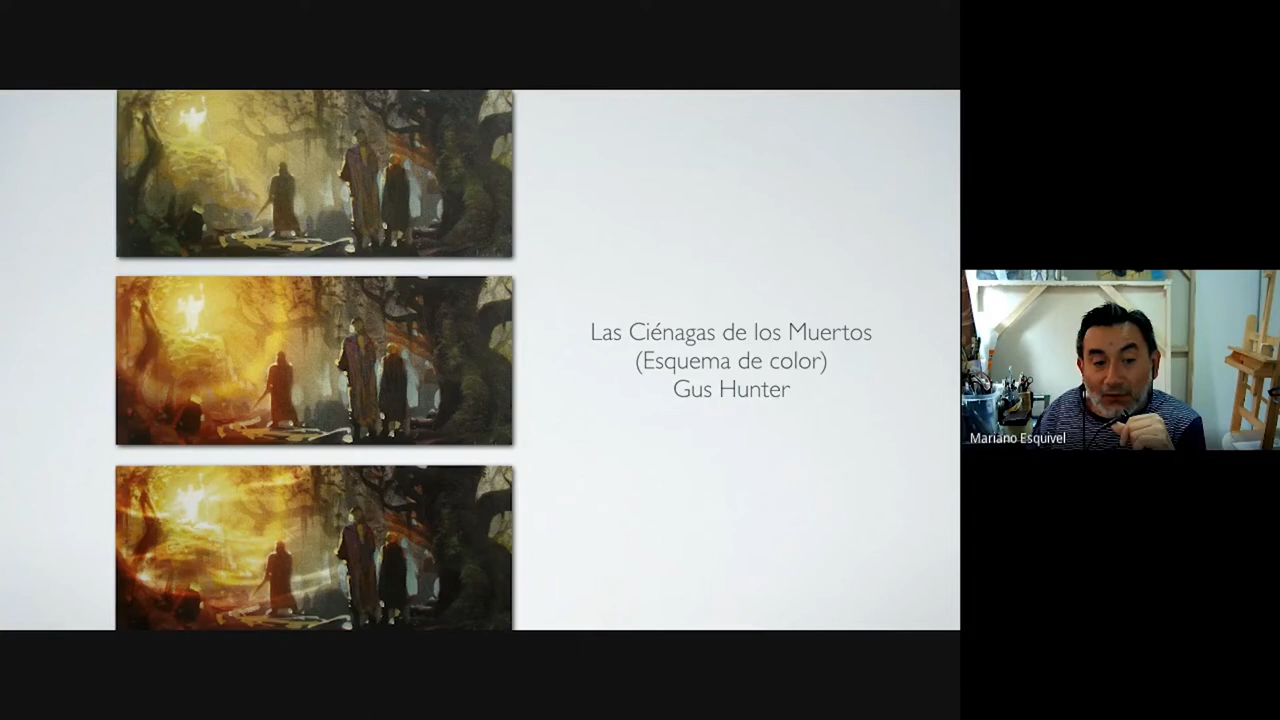 Las Ciénagas de los Muertos
(Esquema de color)
Gus Hunter
Mariano Esquivel